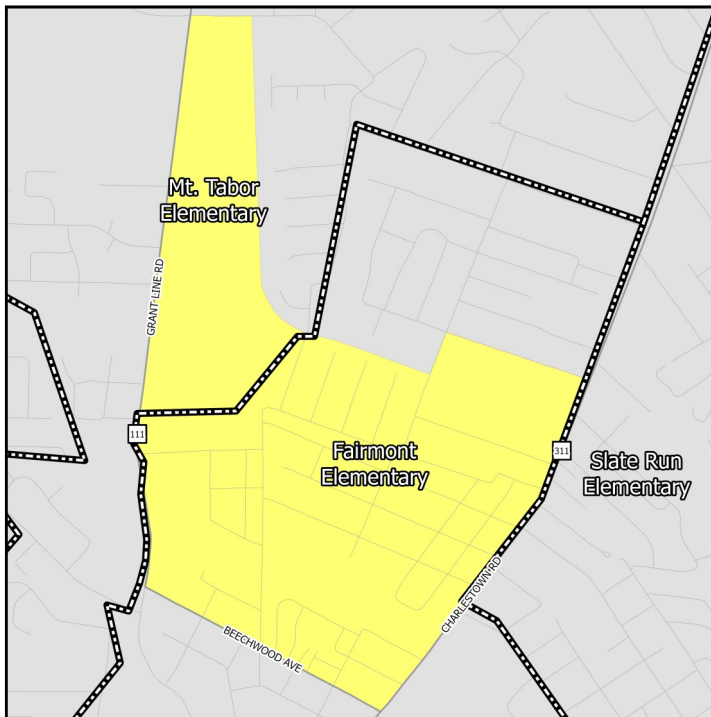 Mt. Tabor
Elementary
GRANT LINE RD
111
Fairmont
Elementary
311
Slate Run
Elementary
CHARLESTOWN RD
BEECHWOOD AVE